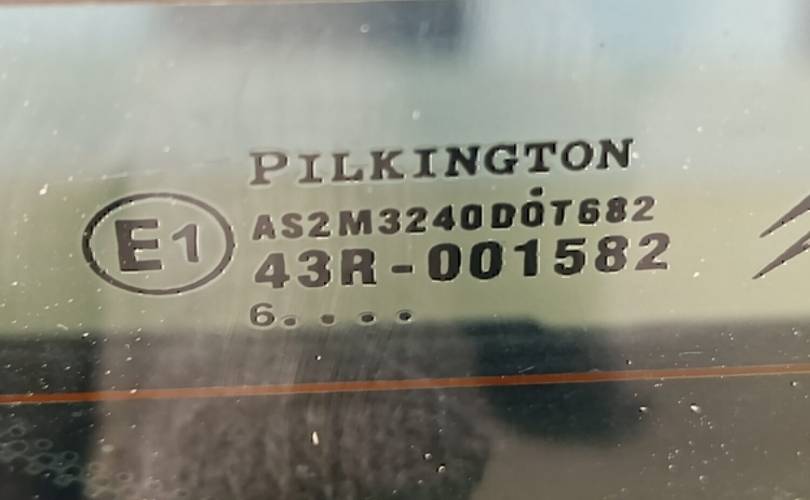 PILKINGTON
E1
AS2M3240DOT682
43R-001582
6....